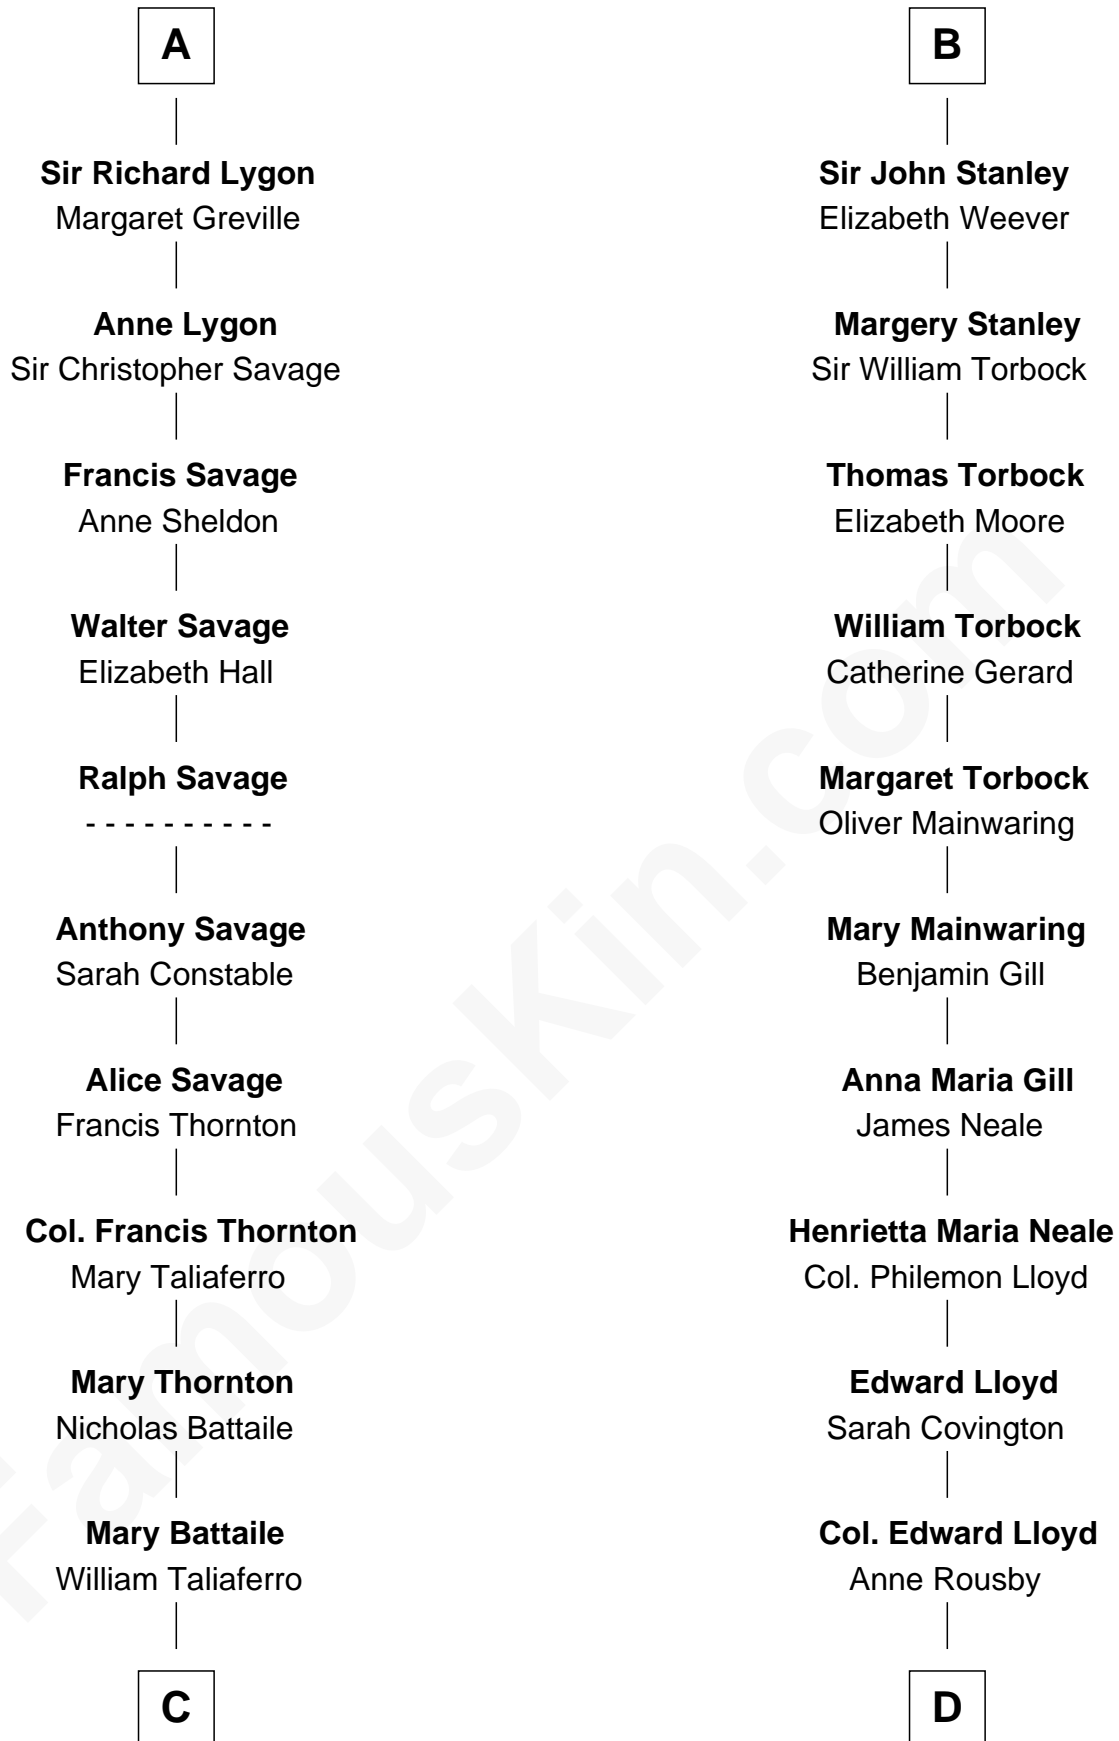 A
Sir Richard Lygon
Margaret Greville
Anne Lygon
Sir Christopher Savage
Francis Savage
Anne Sheldon
Walter Savage
Elizabeth Hall
Ralph Savage
- - - - - - - - - -
Anthony Savage
Sarah Constable
Alice Savage
Francis Thornton
Col. Francis Thornton
Mary Taliaferro
Mary Thornton
Nicholas Battaile
Mary Battaile
William Taliaferro
C
B
Sir John Stanley
Elizabeth Weever
Margery Stanley
Sir William Torbock
Thomas Torbock
Elizabeth Moore
William Torbock
Catherine Gerard
Margaret Torbock
Oliver Mainwaring
Mary Mainwaring
Benjamin Gill
Anna Maria Gill
James Neale
Henrietta Maria Neale
Col. Philemon Lloyd
Edward Lloyd
Sarah Covington
Col. Edward Lloyd
Anne Rousby
D
FamousKin.com